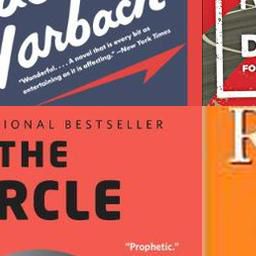 Harbach
"Wonderful. . . . A novel that is every bit as
entertaining as it is affecting." —New York Times
D
FO
IONAL BESTSELLER
THE
RCLE
"Prophetic."
R